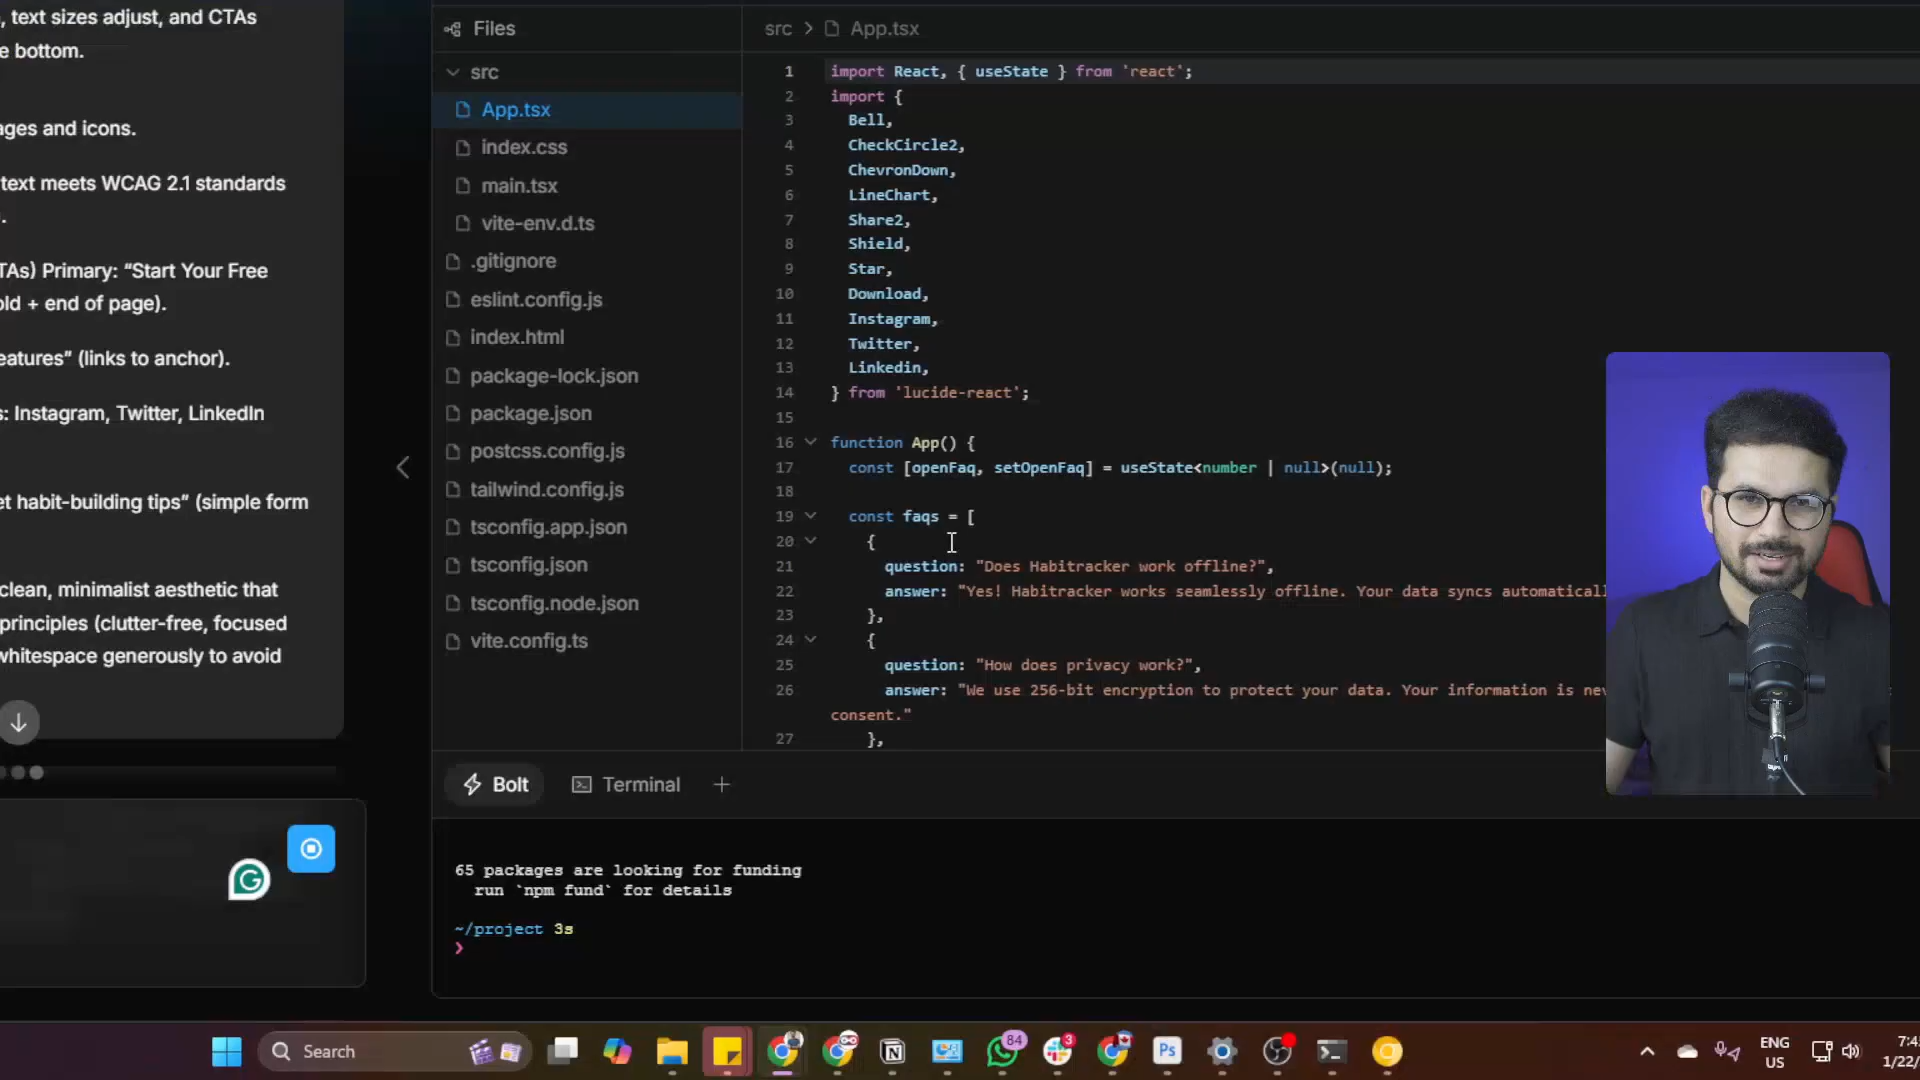 , text sizes adjust, and CTAs
e bottom.
ages and icons.
text meets WCAG 2.1 standards
.
TAs) Primary: “Start Your Free
old + end of page).
eatures” (links to anchor).
s: Instagram, Twitter, LinkedIn
et habit-building tips” (simple form
clean, minimalist aesthetic that
principles (clutter-free, focused
whitespace generously to avoid
Files
src
App.tsx
index.css
main.tsx
vite-env.d.ts
.gitignore
eslint.config.js
index.html
package-lock.json
package.json
postcss.config.js
tailwind.config.js
tsconfig.app.json
tsconfig.json
tsconfig.node.json
vite.config.ts
src > App.tsx
1 import React, { useState } from 'react';
2 import {
3 Bell,
4 CheckCircle2,
5 ChevronDown,
6 LineChart,
7 Share2,
8 Shield,
9 Star,
10 Download,
11 Instagram,
12 Twitter,
13 Linkedin,
14 } from 'lucide-react';
15
16 function App() {
17 const [openFaq, setOpenFaq] = useState<number | null>(null);
18
19 const faqs = [
20 {
21 question: "Does Habitracker work offline?",
22 answer: "Yes! Habitracker works seamlessly offline. Your data syncs automaticall
23 },
24 {
25 question: "How does privacy work?",
26 answer: "We use 256-bit encryption to protect your data. Your information is nev
consent."
27 },
Bolt
Terminal
65 packages are looking for funding
run `npm fund` for details
~/project 3s
❯
Search
84
3
Ps
ENG
US
7:4
1/22/